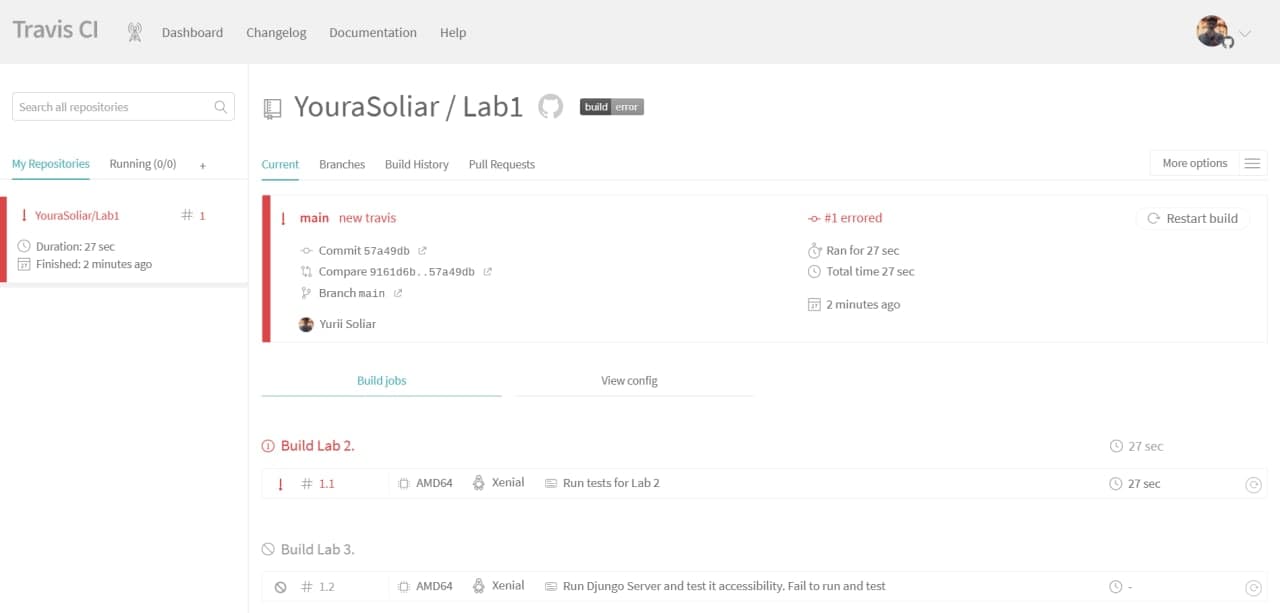 Travis CI
Dashboard Changelog Documentation Help
Search all repositories
My Repositories Running (0/0) +
YouraSoliar/Lab1 # 1
Duration: 27 sec
Finished: 2 minutes ago
YouraSoliar / Lab1 build error
Current Branches Build History Pull Requests More options
main new travis #1 errored Restart build
Commit 57a49db Ran for 27 sec
Compare 9161d6b..57a49db Total time 27 sec
Branch main
2 minutes ago
Yurii Soliar
Build jobs View config
Build Lab 2. 27 sec
# 1.1 AMD64 Xenial Run tests for Lab 2 27 sec
Build Lab 3.
# 1.2 AMD64 Xenial Run Djungo Server and test it accessibility. Fail to run and test -